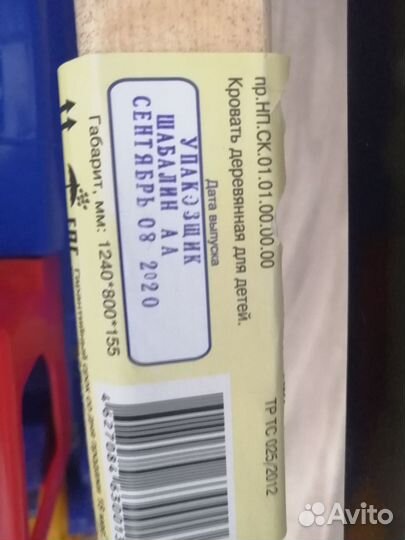 пр.НП.СК.01.01.00.00.00
Кровать деревянная для детей.
Дата выпуска
УПАКОВЩИК
ШАБАЛИН А А
СЕНТЯБРЬ 08 2020
Габарит, мм: 1240*800*155
ТР ТС 025/2012
Avito